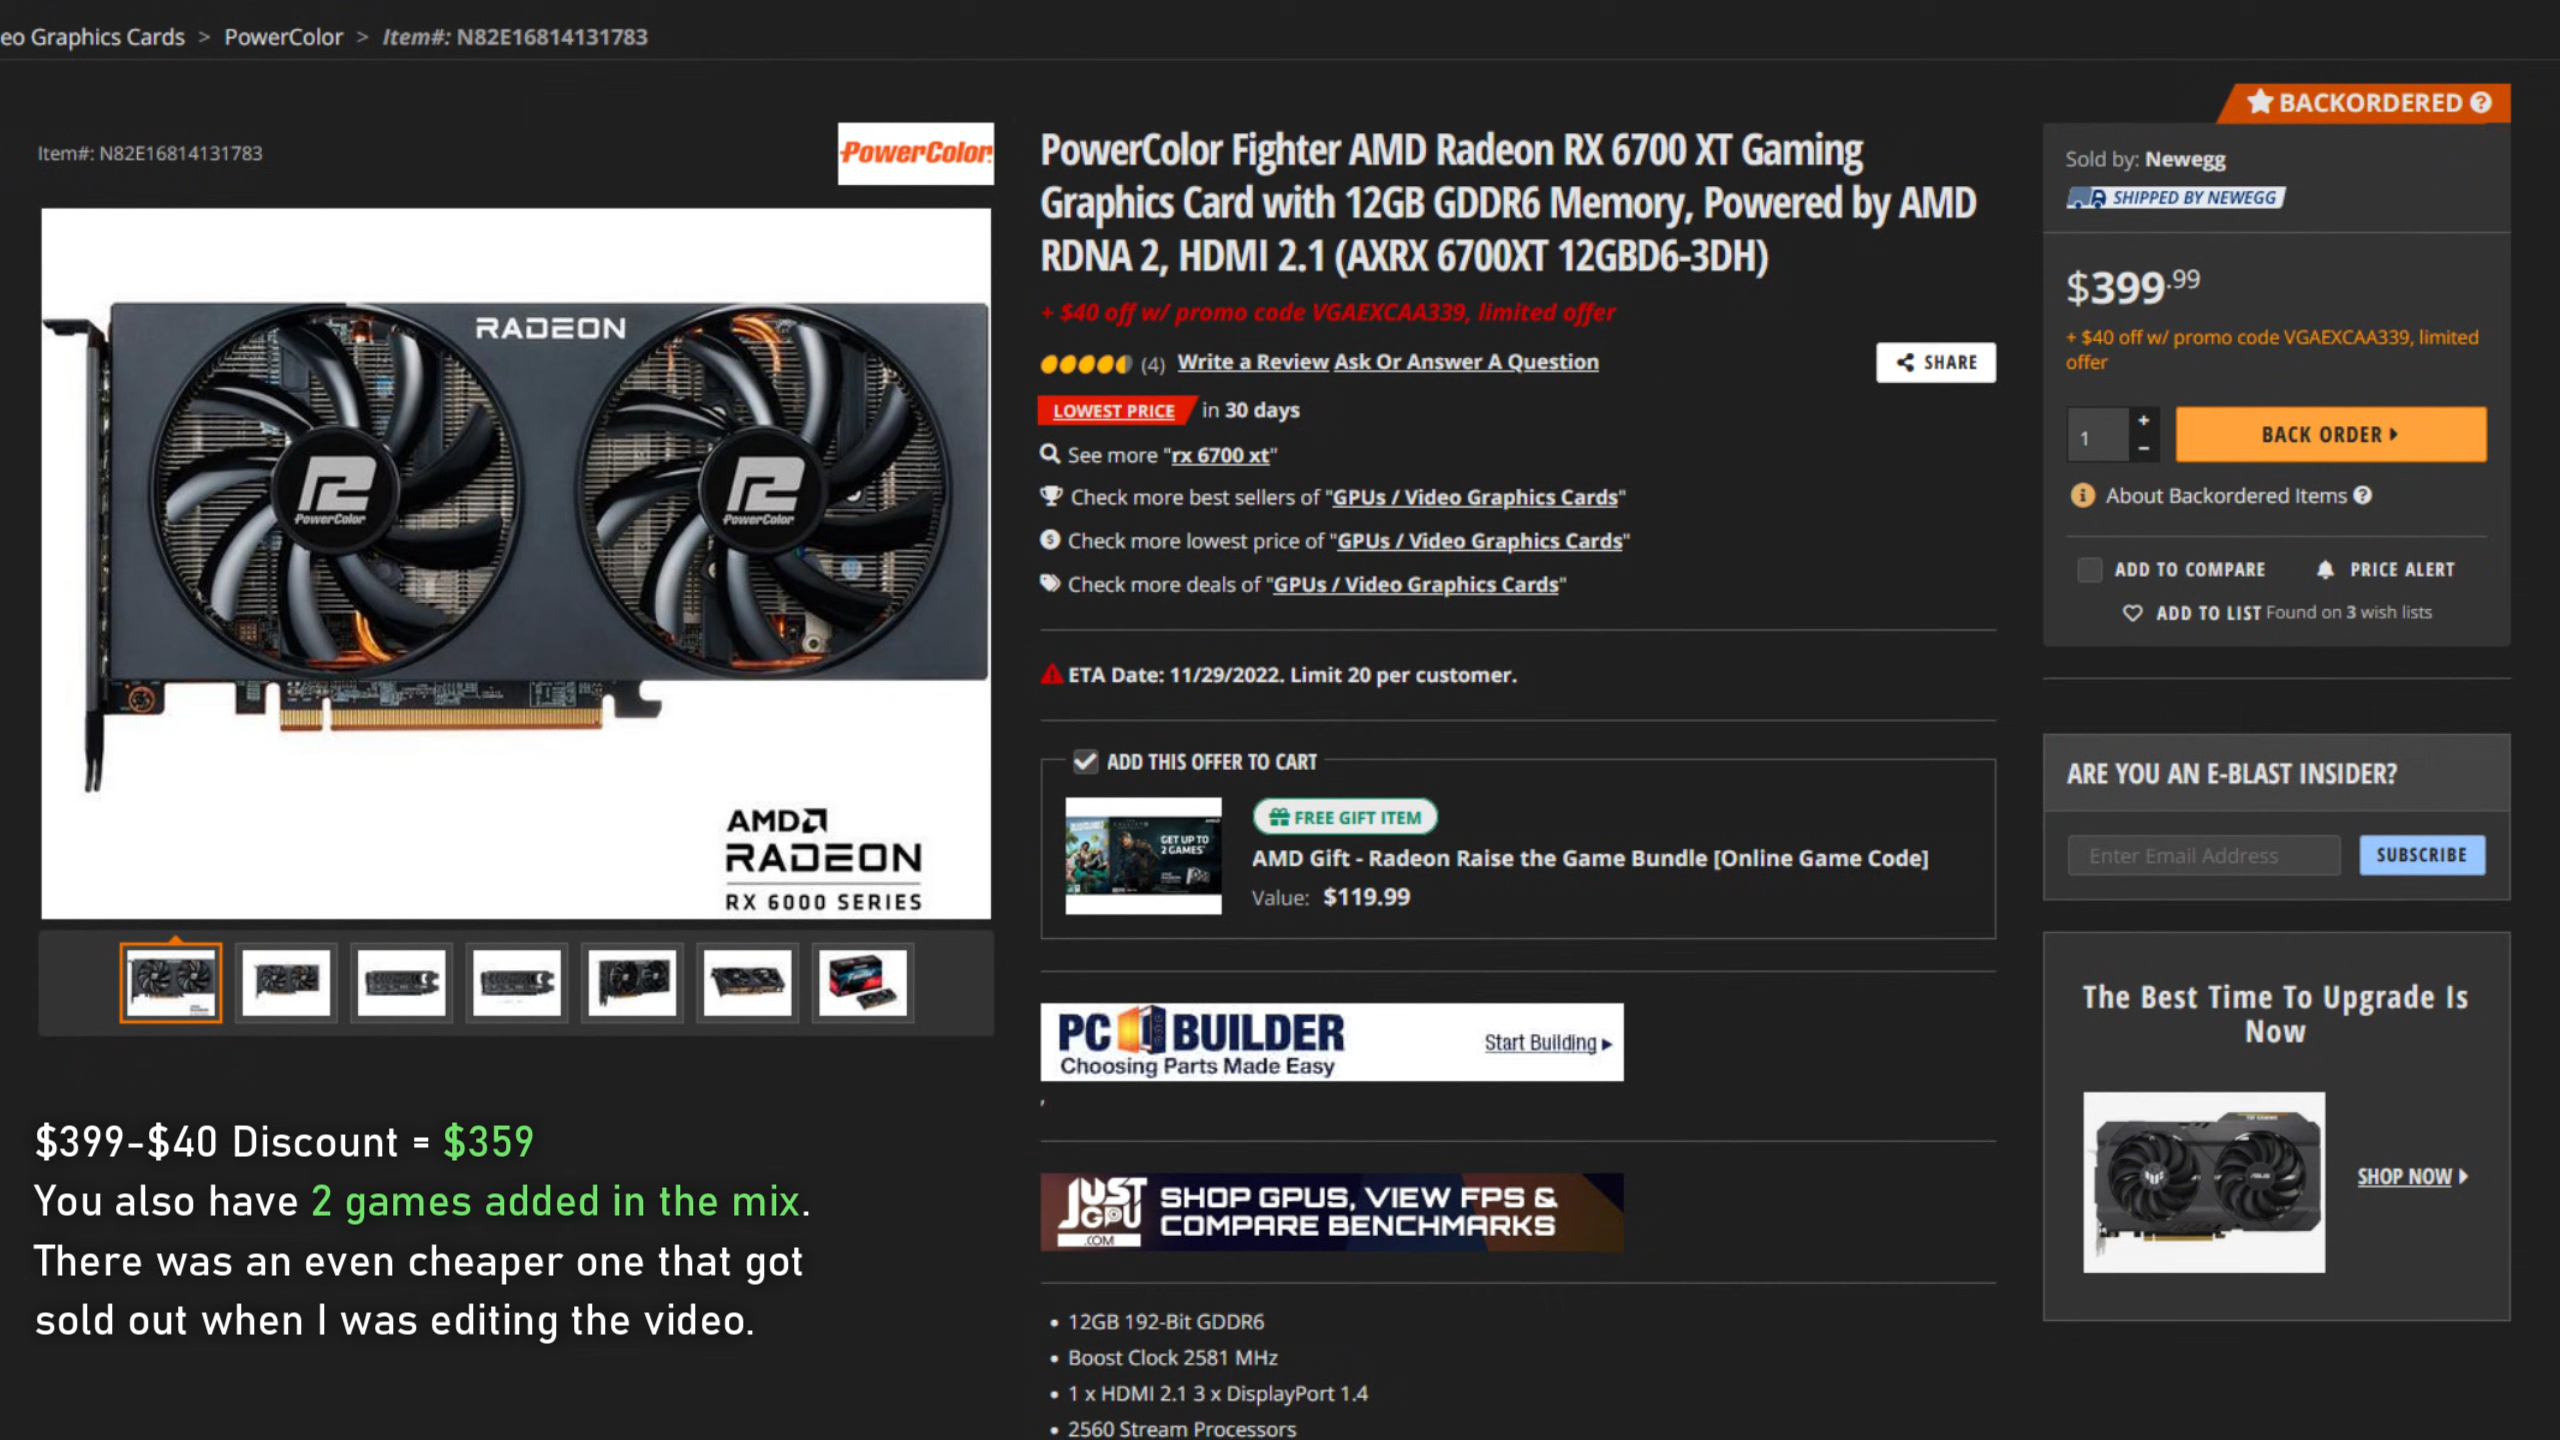 eo Graphics Cards > PowerColor > Item#: N82E16814131783
Item#: N82E16814131783
PowerColor
RADEON
PowerColor
PowerColor
AMD
RADEON
RX 6000 SERIES
$399-$40 Discount = $359
You also have 2 games added in the mix.
There was an even cheaper one that got
sold out when I was editing the video.
PowerColor Fighter AMD Radeon RX 6700 XT Gaming
Graphics Card with 12GB GDDR6 Memory, Powered by AMD
RDNA 2, HDMI 2.1 (AXRX 6700XT 12GBD6-3DH)
+ $40 off w/ promo code VGAEXCAA339, limited offer
(4) Write a Review Ask Or Answer A Question
SHARE
LOWEST PRICE in 30 days
See more "rx 6700 xt"
Check more best sellers of "GPUs / Video Graphics Cards"
Check more lowest price of "GPUs / Video Graphics Cards"
Check more deals of "GPUs / Video Graphics Cards"
ETA Date: 11/29/2022. Limit 20 per customer.
ADD THIS OFFER TO CART
GET UP TO
2 GAMES
FREE GIFT ITEM
AMD Gift - Radeon Raise the Game Bundle [Online Game Code]
Value: $119.99
PC BUILDER
Choosing Parts Made Easy
Start Building
,
JUST
GPU
.COM
SHOP GPUS, VIEW FPS &
COMPARE BENCHMARKS
• 12GB 192-Bit GDDR6
• Boost Clock 2581 MHz
• 1 x HDMI 2.1 3 x DisplayPort 1.4
• 2560 Stream Processors
BACKORDERED
Sold by: Newegg
SHIPPED BY NEWEGG
$399.99
+ $40 off w/ promo code VGAEXCAA339, limited
offer
1
+
-
BACK ORDER
About Backordered Items
ADD TO COMPARE
PRICE ALERT
ADD TO LIST Found on 3 wish lists
ARE YOU AN E-BLAST INSIDER?
Enter Email Address
SUBSCRIBE
The Best Time To Upgrade Is
Now
SHOP NOW